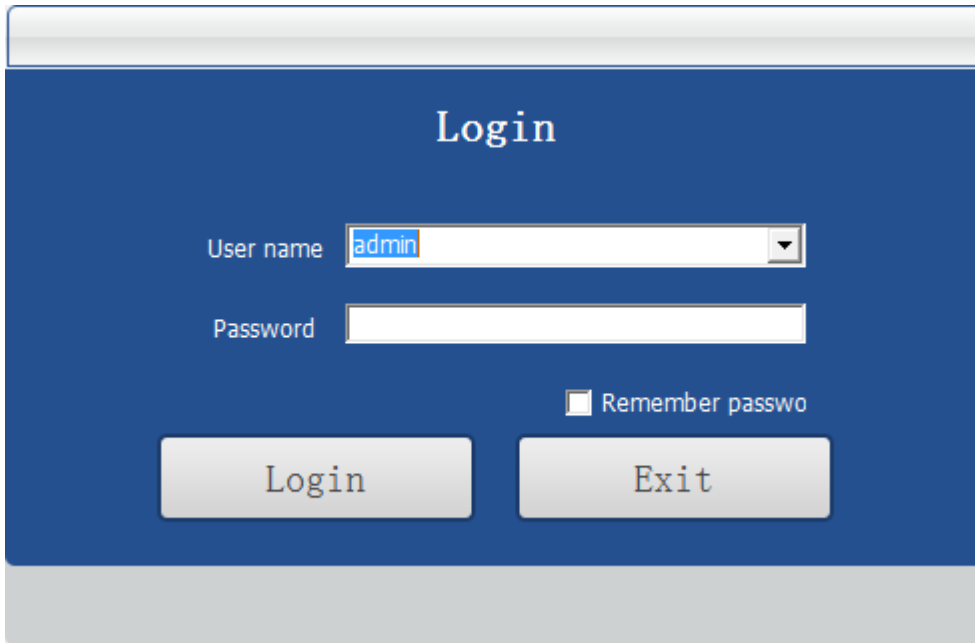 Login
User name admin
Password
Remember passwo
Login Exit